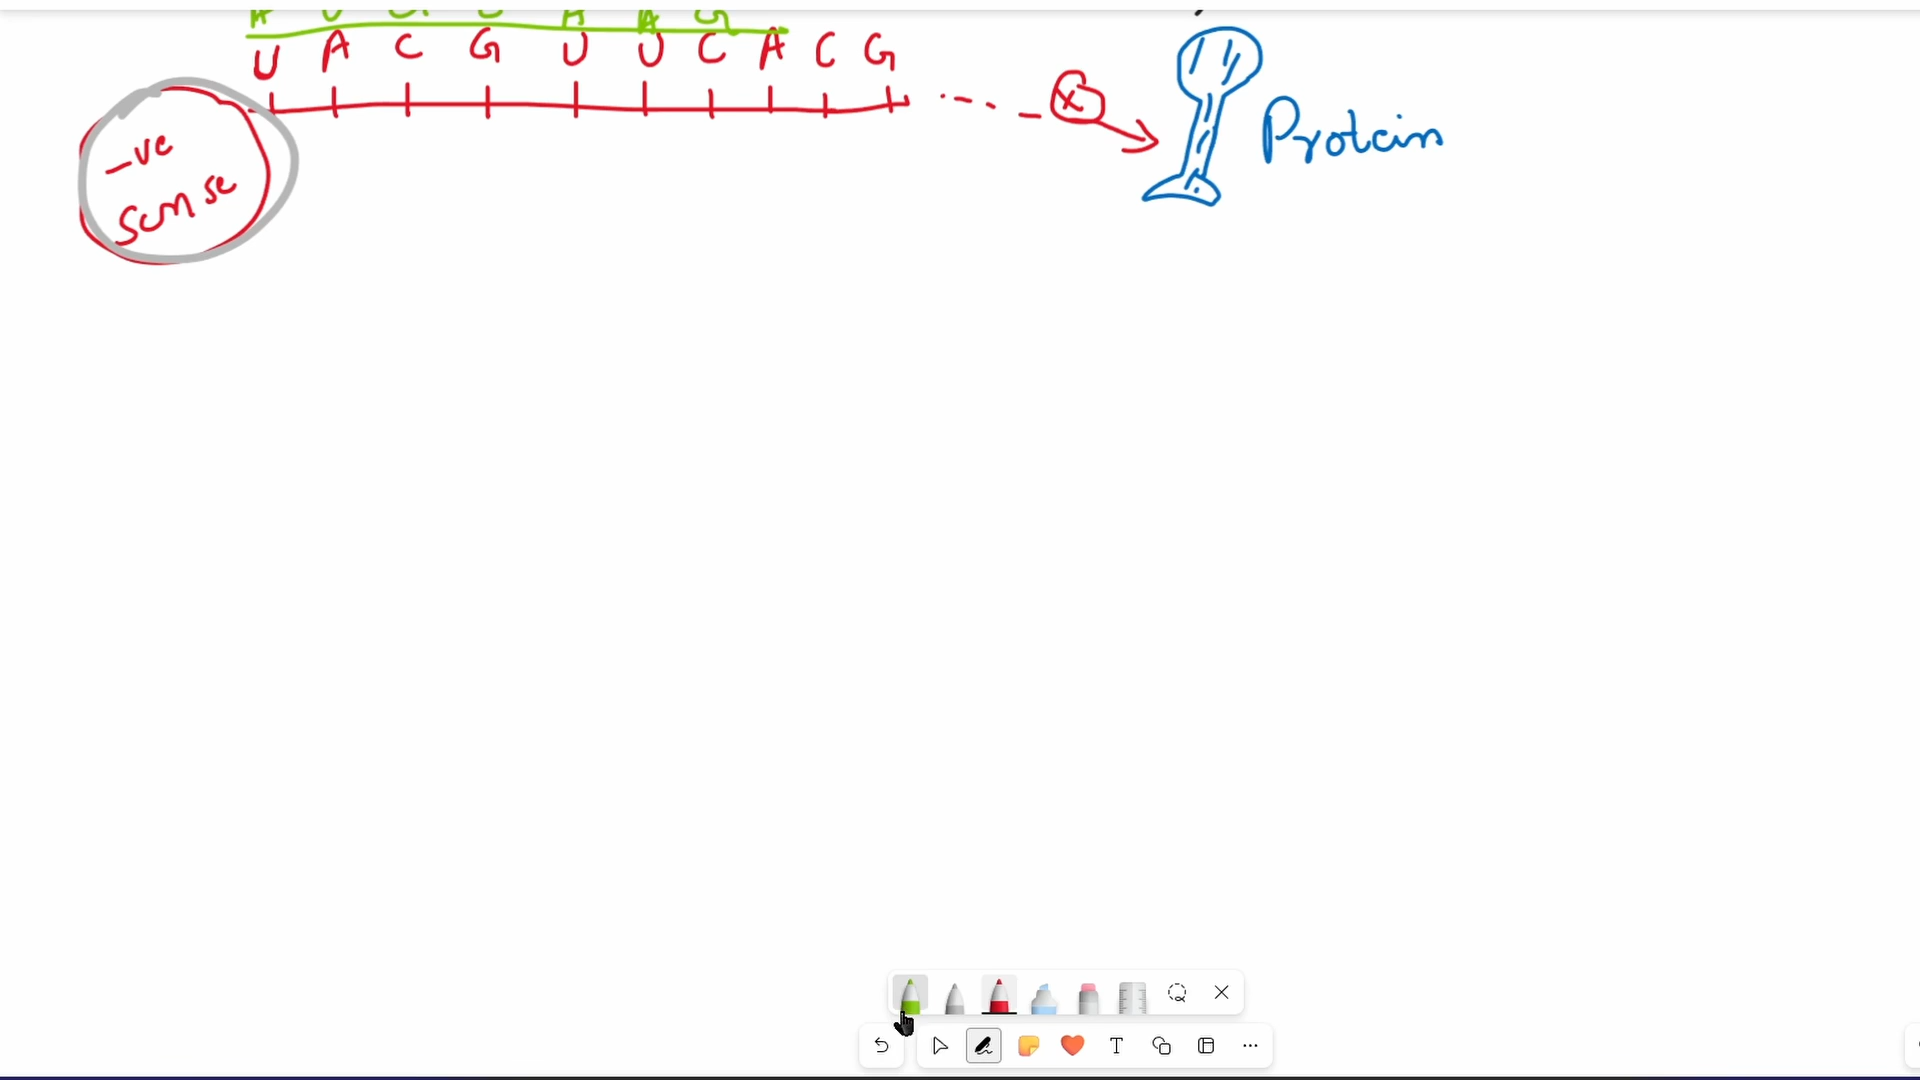 A U G C A A G
U A C G U U C A C G
x
Protein
-ve
sense
T